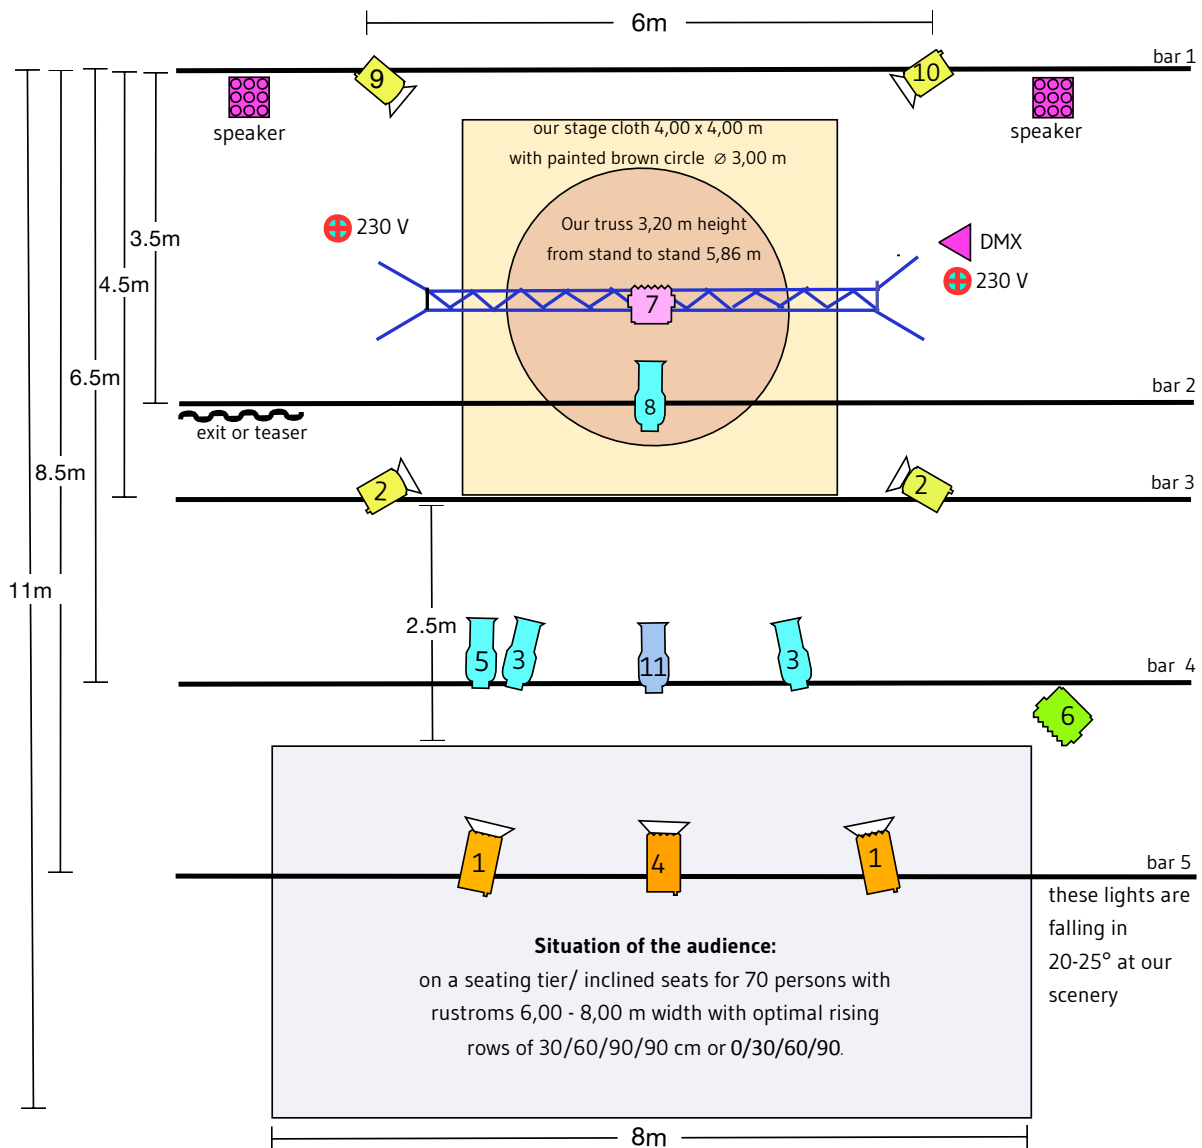 6m
bar 1
9
10
speaker
speaker
our stage cloth 4,00 x 4,00 m
with painted brown circle ⌀ 3,00 m
230 V
3.5m
Our truss 3,20 m height
from stand to stand 5,86 m
DMX
230 V
4.5m
7
6.5m
bar 2
8
exit or teaser
8.5m
bar 3
2
2
11m
2.5m
5
3
11
3
bar 4
6
1
4
1
bar 5
these lights are
falling in
20-25° at our
scenery
Situation of the audience:
on a seating tier/ inclined seats for 70 persons with
rustroms 6,00 - 8,00 m width with optimal rising
rows of 30/60/90/90 cm or 0/30/60/90.
8m